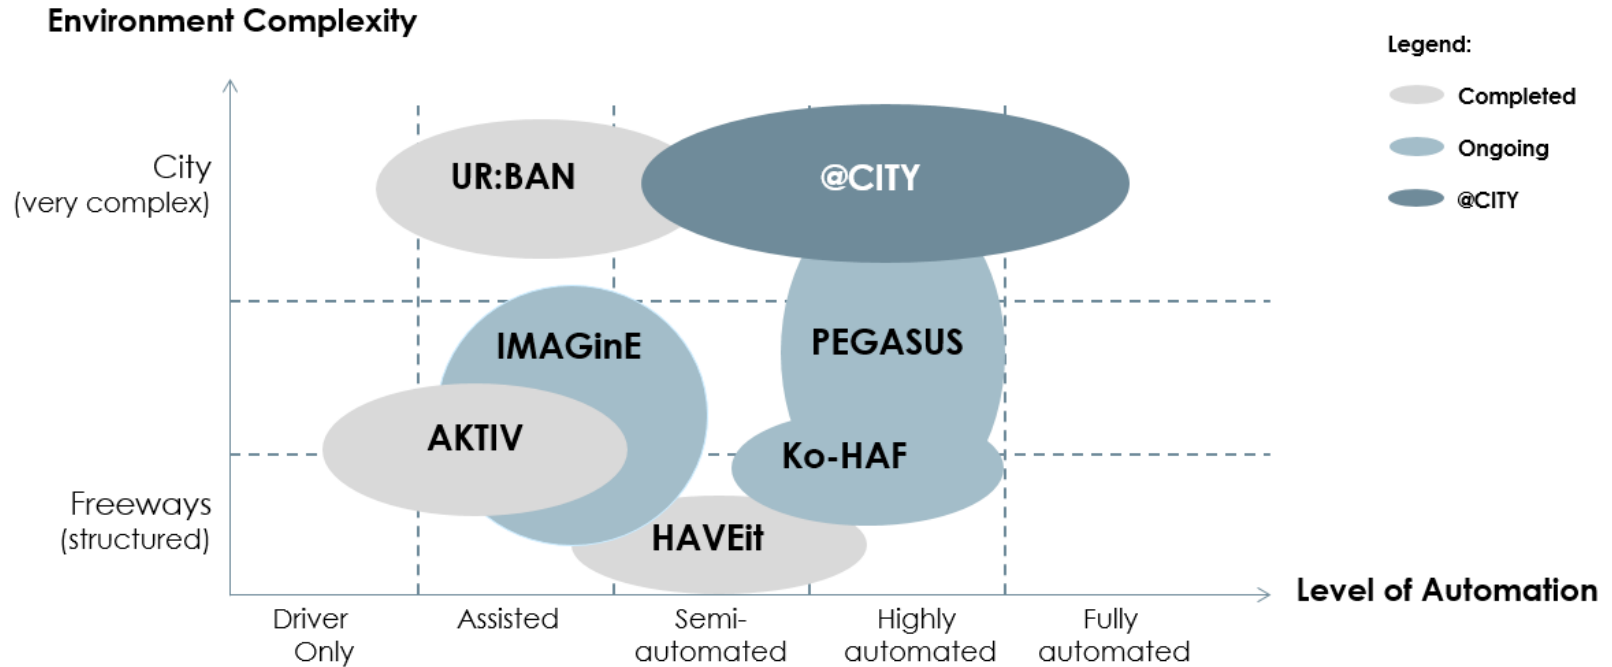 Environment Complexity
Legend:
Completed
Ongoing
@CITY
City
(very complex)
UR:BAN
@CITY
IMAGinE
PEGASUS
AKTIV
Ko-HAF
Freeways
(structured)
HAVEit
Level of Automation
Driver
Only
Assisted
Semi-
automated
Highly
automated
Fully
automated